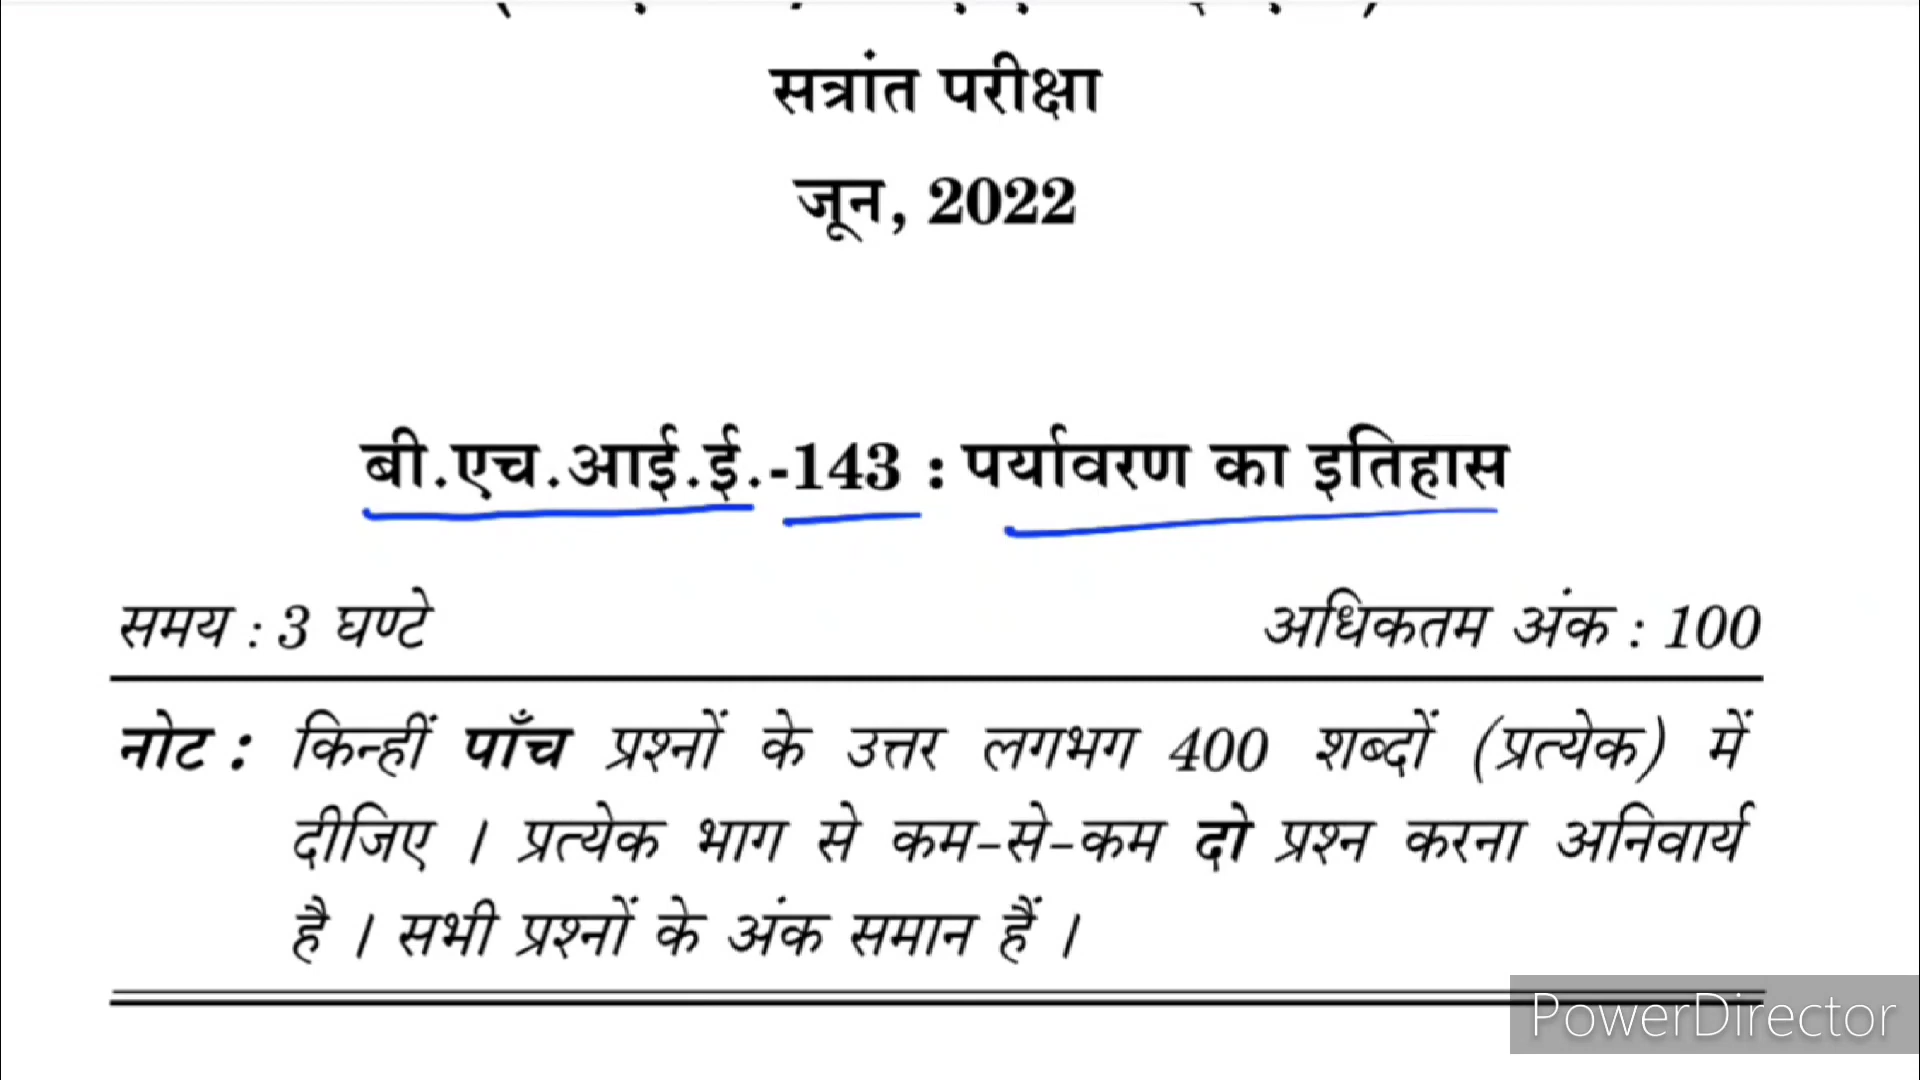 सत्रांत परीक्षा
जून, 2022
बी.एच.आई.ई.-143 : पर्यावरण का इतिहास
समय : 3 घण्टे अधिकतम अंक : 100
नोट : किन्हीं पाँच प्रश्नों के उत्तर लगभग 400 शब्दों (प्रत्येक) में
दीजिए । प्रत्येक भाग से कम-से-कम दो प्रश्न करना अनिवार्य
है । सभी प्रश्नों के अंक समान हैं ।
PowerDirector